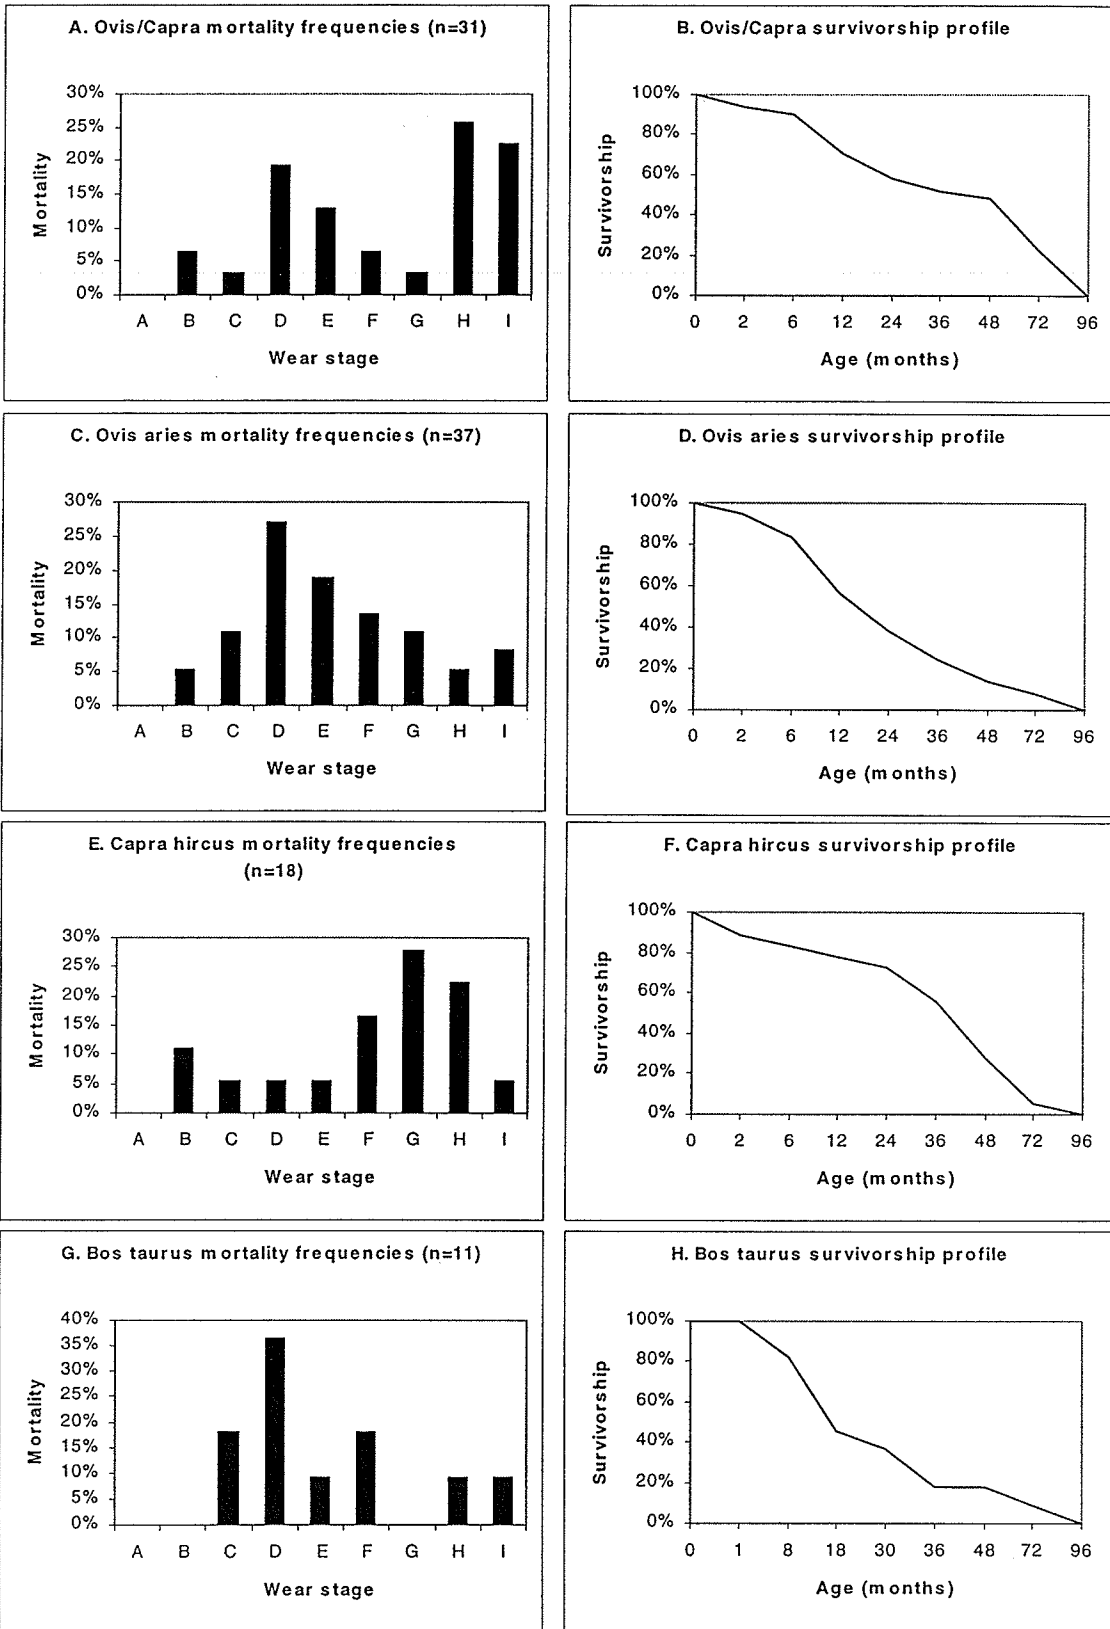 A. Ovis/Capra mortality frequencies (n=31)
30%
25%
20%
15%
10%
5%
0%
Mortality
A B C D E F G H I
Wear stage
B. Ovis/Capra survivorship profile
100%
80%
60%
40%
20%
0%
Survivorship
0 2 6 12 24 36 48 72 96
Age (months)
C. Ovis aries mortality frequencies (n=37)
30%
25%
20%
15%
10%
5%
0%
Mortality
A B C D E F G H I
Wear stage
D. Ovis aries survivorship profile
100%
80%
60%
40%
20%
0%
Survivorship
0 2 6 12 24 36 48 72 96
Age (months)
E. Capra hircus mortality frequencies
(n=18)
30%
25%
20%
15%
10%
5%
0%
Mortality
A B C D E F G H I
Wear stage
F. Capra hircus survivorship profile
100%
80%
60%
40%
20%
0%
Survivorship
0 2 6 12 24 36 48 72 96
Age (months)
G. Bos taurus mortality frequencies (n=11)
40%
35%
30%
25%
20%
15%
10%
5%
0%
Mortality
A B C D E F G H I
Wear stage
H. Bos taurus survivorship profile
100%
80%
60%
40%
20%
0%
Survivorship
0 1 8 18 30 36 48 72 96
Age (months)